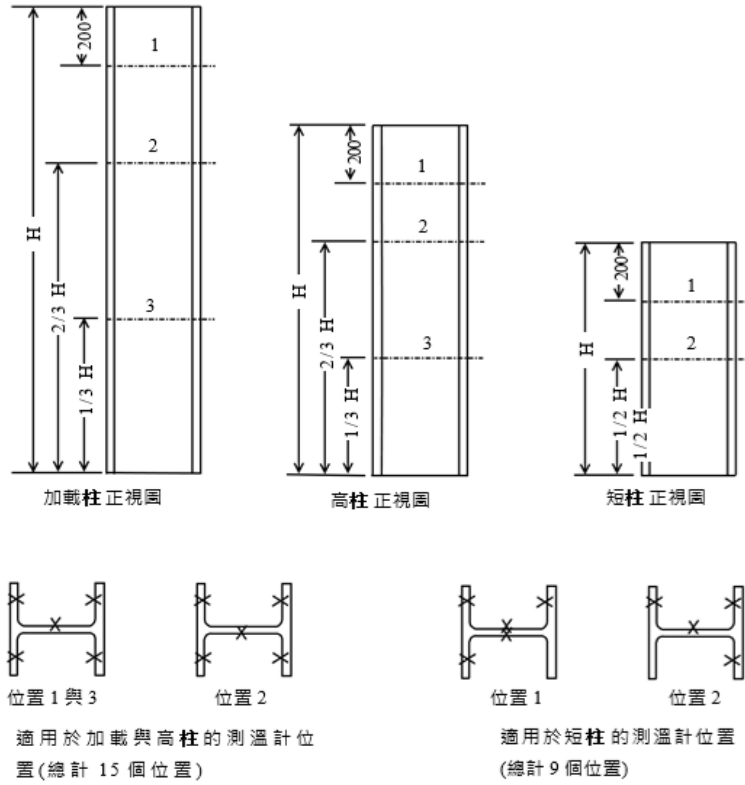 200
1
2
3
H
2/3 H
1/3 H
加載柱 正視圖
200
1
2
3
H
2/3 H
1/3 H
高柱 正視圖
200
1
2
H
1/2 H
1/2 H
短柱 正視圖
位置 1 與 3
位置 2
適用於加載與高柱的測溫計位
置(總計 15 個位置)
位置 1
位置 2
適用於短柱 的測溫計位置
(總計 9 個位置)